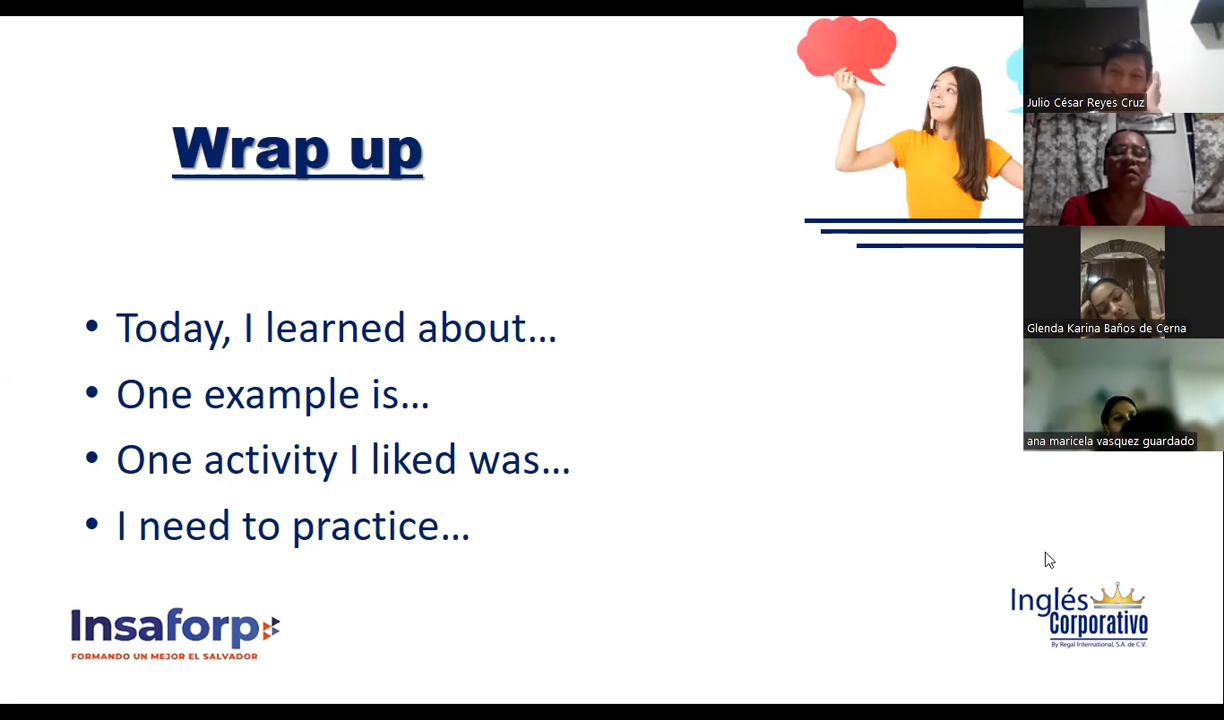 Wrap up
• Today, I learned about...
• One example is...
• One activity I liked was...
• I need to practice...
Insaforp
FORMANDO UN MEJOR EL SALVADOR
Inglés
Corporativo
By Regal International, S.A. de C.V.
Julio César Reyes Cruz
Glenda Karina Baños de Cerna
ana maricela vasquez guardado